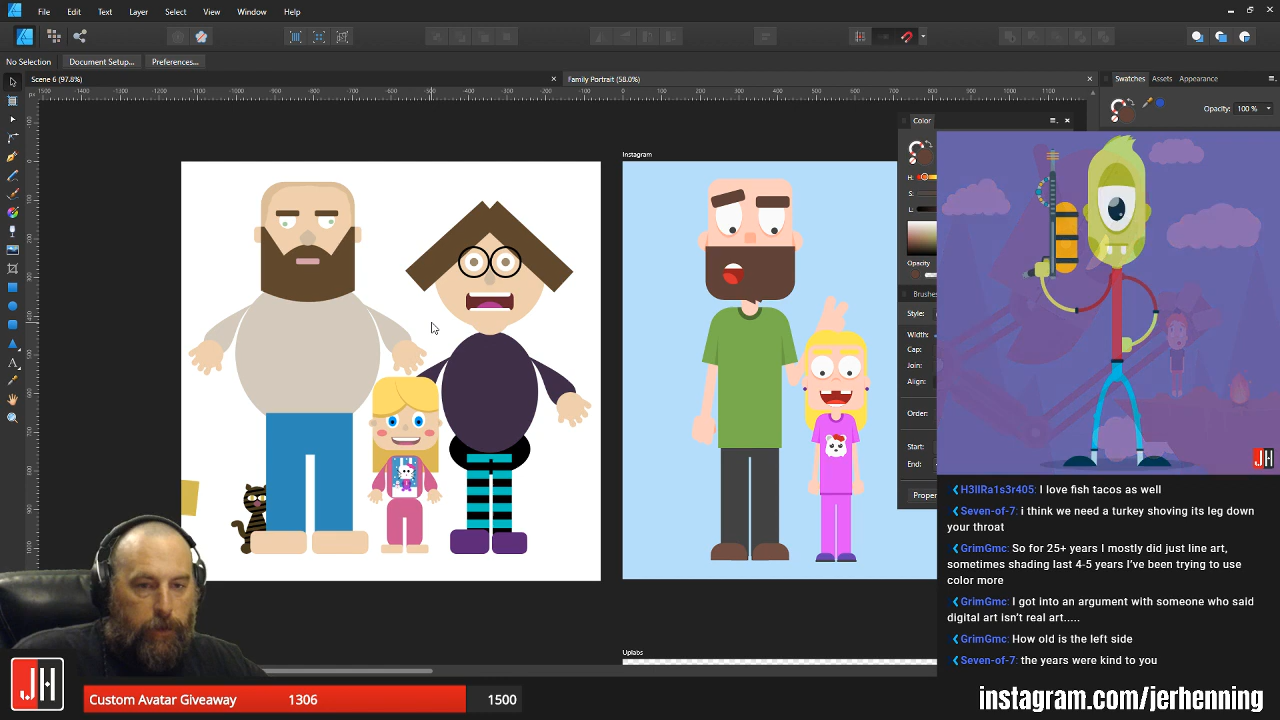 File Edit Text Layer Select View Window Help
No Selection Document Setup... Preferences...
Scene 6 (97.8%) Family Portrait (58.0%) Swatches Assets Appearance
px
Opacity: 100 %
Color
Instagram
H:
S:
L:
Opacity
Brushes
Style:
Width:
Cap:
Join:
Align:
Order:
Start:
End:
Proper
Uplabs
JH
H3llRa1s3r405: I love fish tacos as well
Seven-of-7: i think we need a turkey shoving its leg down
your throat
GrimGmc: So for 25+ years I mostly did just line art,
sometimes shading last 4-5 years I've been trying to use
color more
GrimGmc: I got into an argument with someone who said
digital art isn't real art.....
GrimGmc: How old is the left side
Seven-of-7: the years were kind to you
JH
Custom Avatar Giveaway 1306 1500
instagram.com/jerhenning